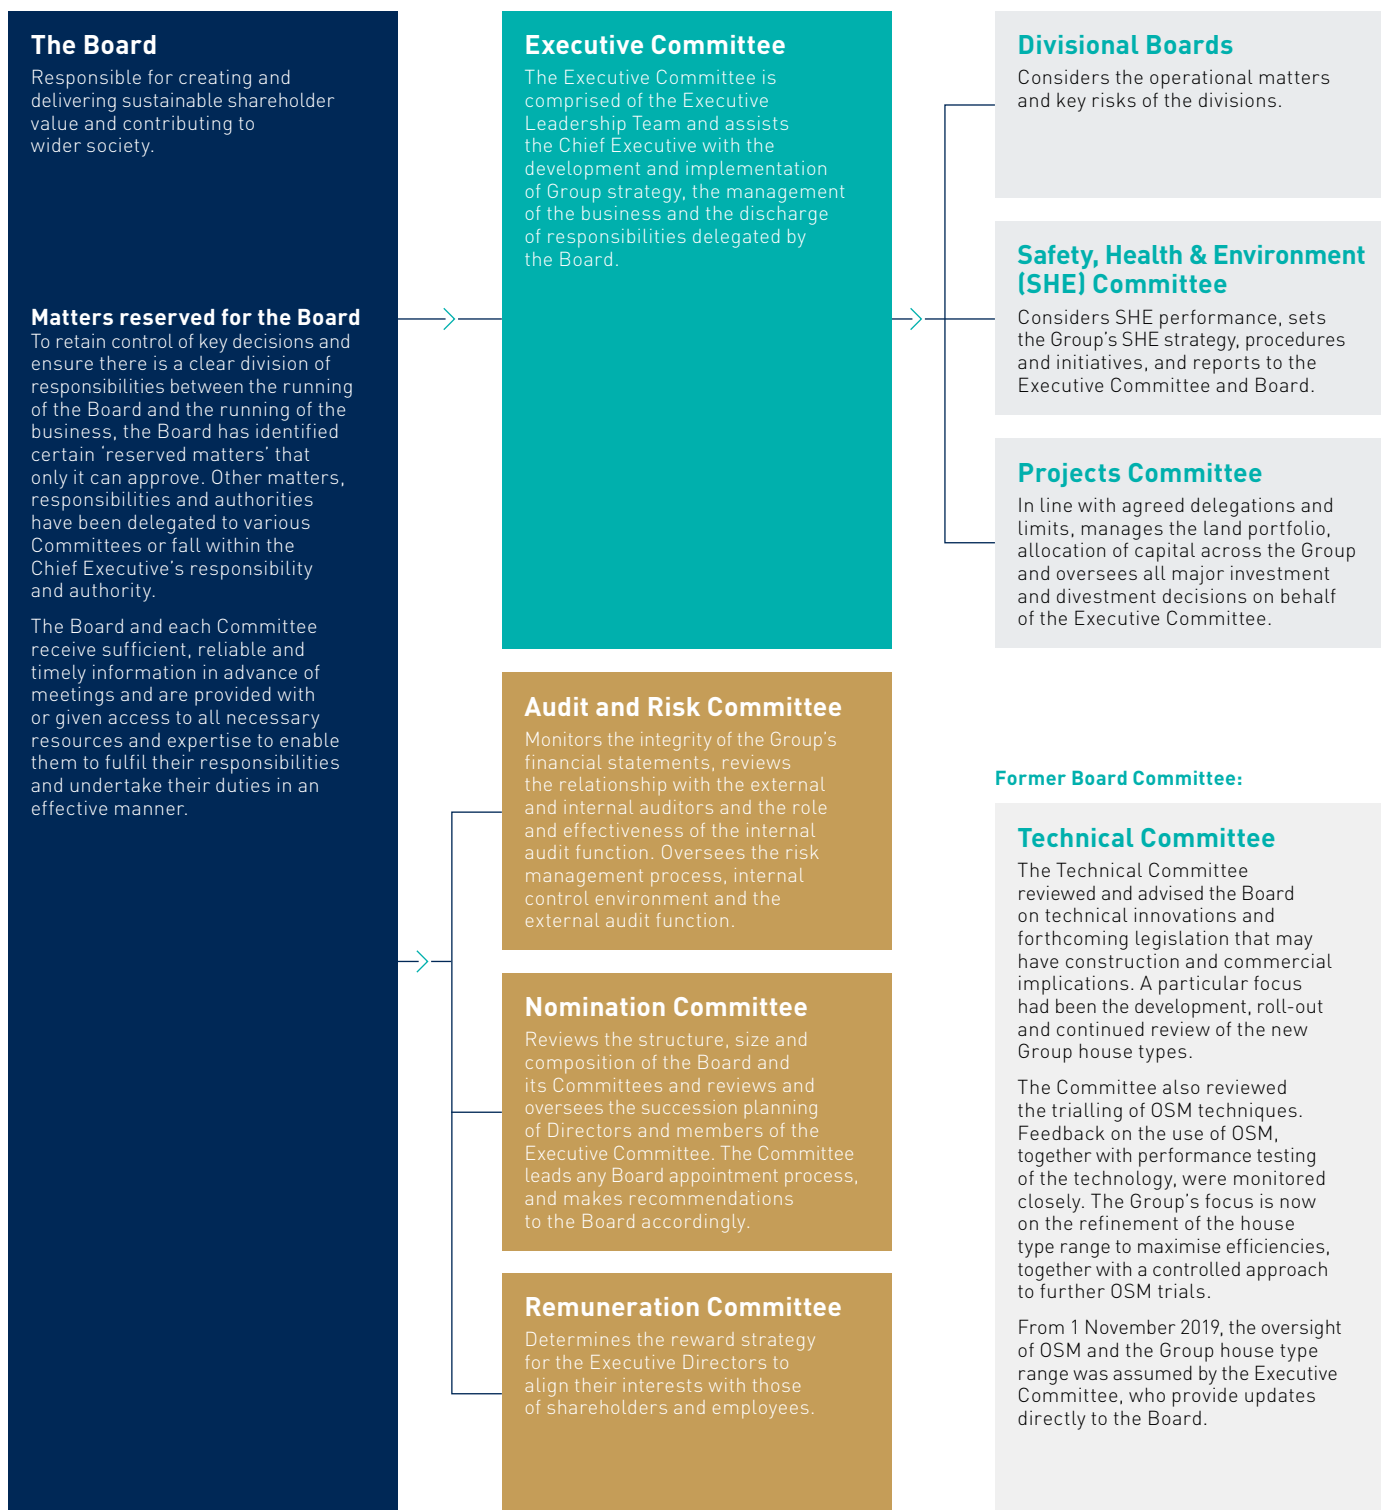 The Board
Responsible for creating and
delivering sustainable shareholder
value and contributing to
wider society.
Matters reserved for the Board
To retain control of key decisions and
ensure there is a clear division of
responsibilities between the running
of the Board and the running of the
business, the Board has identified
certain ‘reserved matters’ that
only it can approve. Other matters,
responsibilities and authorities
have been delegated to various
Committees or fall within the
Chief Executive’s responsibility
and authority.
The Board and each Committee
receive sufficient, reliable and
timely information in advance of
meetings and are provided with
or given access to all necessary
resources and expertise to enable
them to fulfil their responsibilities
and undertake their duties in an
effective manner.
Executive Committee
The Executive Committee is
comprised of the Executive
Leadership Team and assists
the Chief Executive with the
development and implementation
of Group strategy, the management
of the business and the discharge
of responsibilities delegated by
the Board.
Audit and Risk Committee
Monitors the integrity of the Group’s
financial statements, reviews
the relationship with the external
and internal auditors and the role
and effectiveness of the internal
audit function. Oversees the risk
management process, internal
control environment and the
external audit function.
Nomination Committee
Reviews the structure, size and
composition of the Board and
its Committees and reviews and
oversees the succession planning
of Directors and members of the
Executive Committee. The Committee
leads any Board appointment process,
and makes recommendations
to the Board accordingly.
Remuneration Committee
Determines the reward strategy
for the Executive Directors to
align their interests with those
of shareholders and employees.
Divisional Boards
Considers the operational matters
and key risks of the divisions.
Safety, Health & Environment
(SHE) Committee
Considers SHE performance, sets
the Group’s SHE strategy, procedures
and initiatives, and reports to the
Executive Committee and Board.
Projects Committee
In line with agreed delegations and
limits, manages the land portfolio,
allocation of capital across the Group
and oversees all major investment
and divestment decisions on behalf
of the Executive Committee.
Former Board Committee:
Technical Committee
The Technical Committee
reviewed and advised the Board
on technical innovations and
forthcoming legislation that may
have construction and commercial
implications. A particular focus
had been the development, roll-out
and continued review of the new
Group house types.
The Committee also reviewed
the trialling of OSM techniques.
Feedback on the use of OSM,
together with performance testing
of the technology, were monitored
closely. The Group’s focus is now
on the refinement of the house
type range to maximise efficiencies,
together with a controlled approach
to further OSM trials.
From 1 November 2019, the oversight
of OSM and the Group house type
range was assumed by the Executive
Committee, who provide updates
directly to the Board.